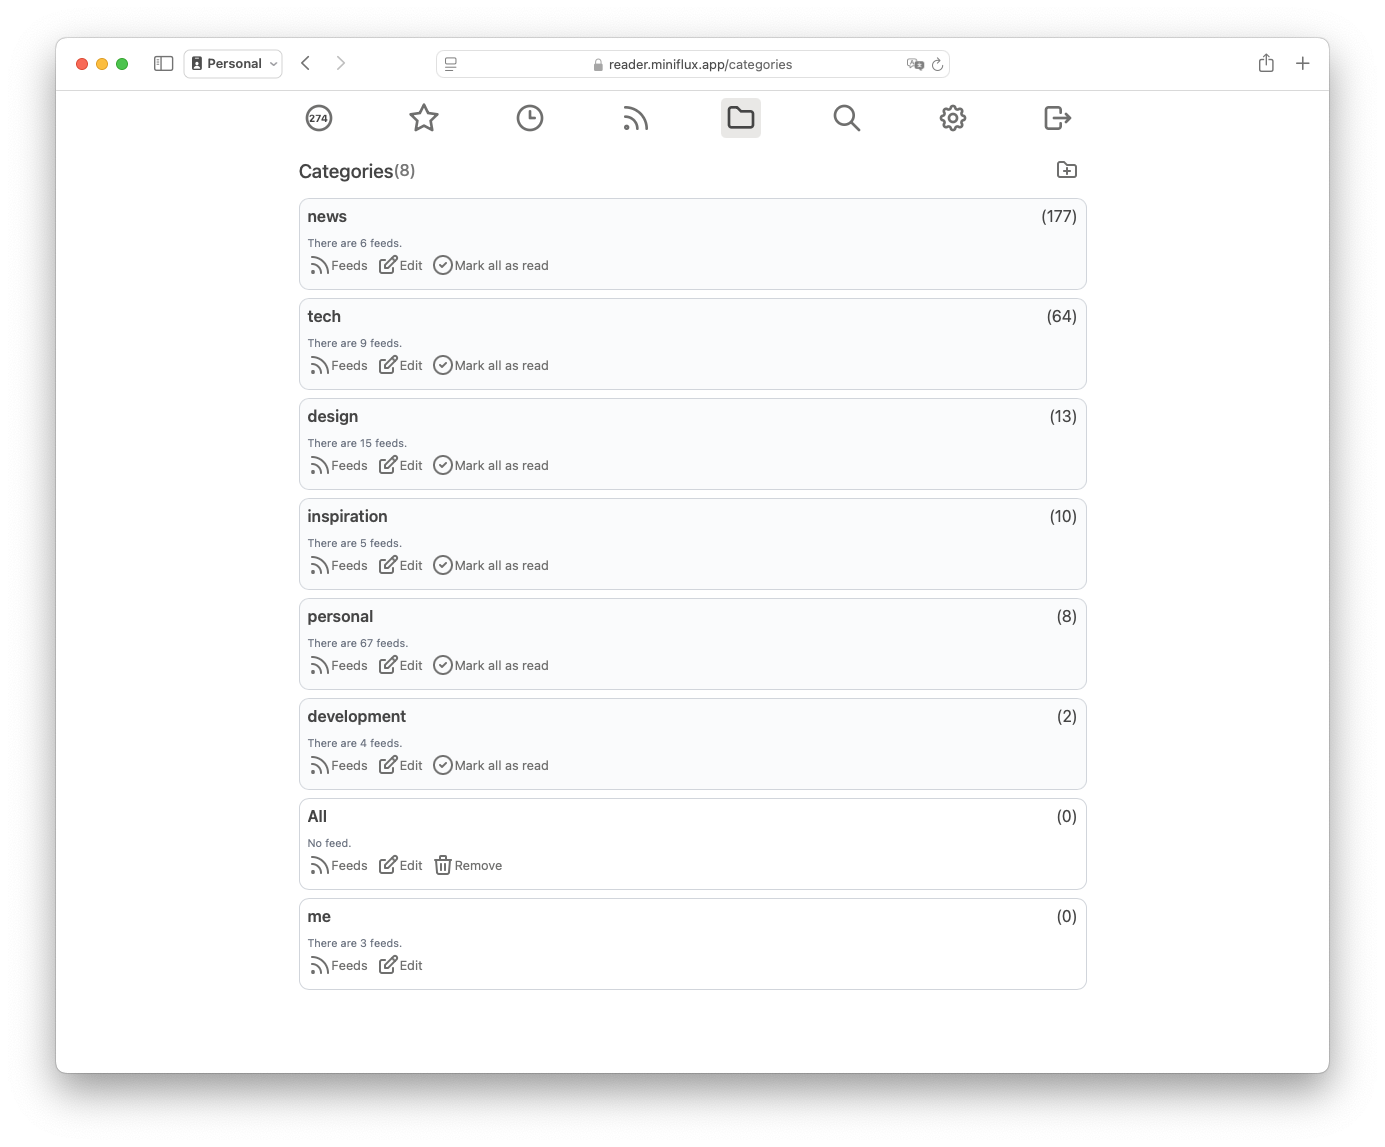 Personal
reader.miniflux.app/categories
274
Categories(8)
news (177)
There are 6 feeds.
Feeds Edit Mark all as read
tech (64)
There are 9 feeds.
Feeds Edit Mark all as read
design (13)
There are 15 feeds.
Feeds Edit Mark all as read
inspiration (10)
There are 5 feeds.
Feeds Edit Mark all as read
personal (8)
There are 67 feeds.
Feeds Edit Mark all as read
development (2)
There are 4 feeds.
Feeds Edit Mark all as read
All (0)
No feed.
Feeds Edit Remove
me (0)
There are 3 feeds.
Feeds Edit